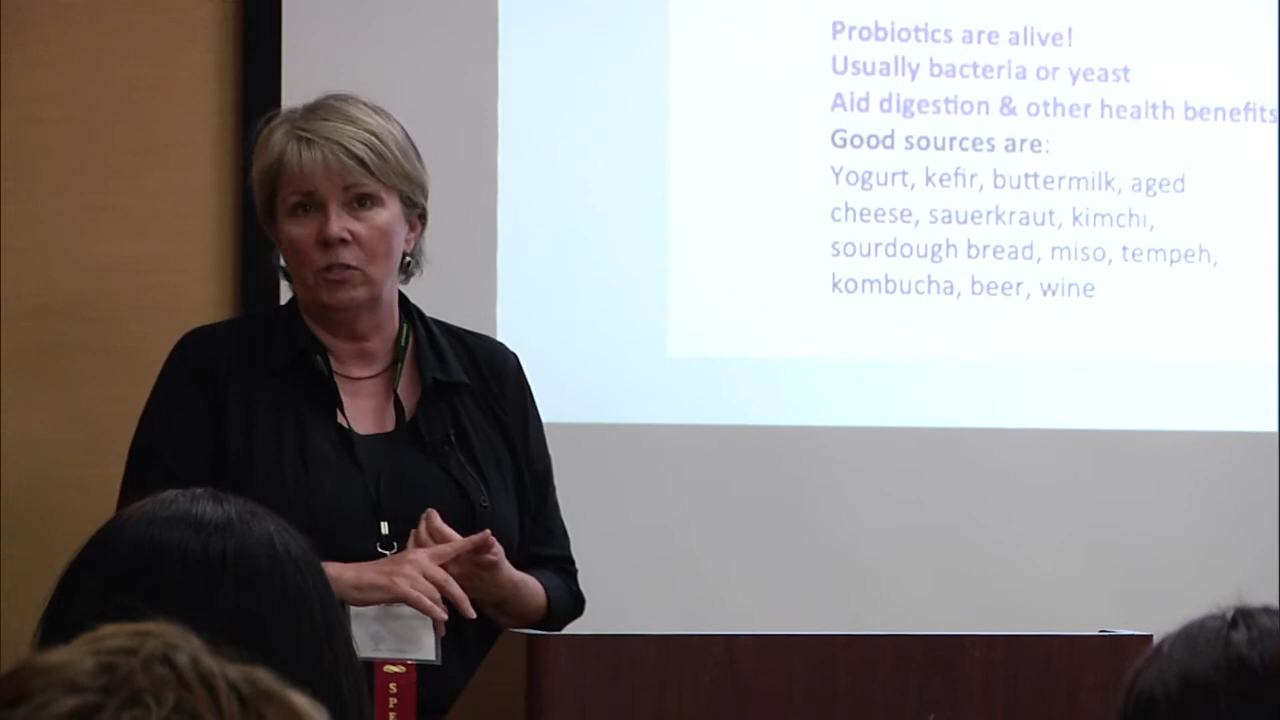 Probiotics are alive!
Usually bacteria or yeast
Aid digestion & other health benefits
Good sources are:
Yogurt, kefir, buttermilk, aged
cheese, sauerkraut, kimchi,
sourdough bread, miso, tempeh,
kombucha, beer, wine
SPE